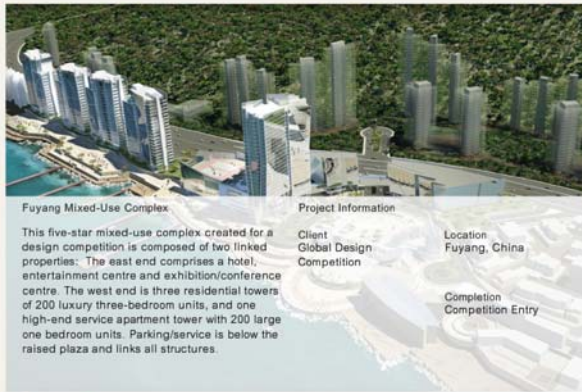 Fuyang Mixed-Use Complex
This five-star mixed-use complex created for a
design competition is composed of two linked
properties: The east end comprises a hotel,
entertainment centre and exhibition/conference
centre. The west end is three residential towers
of 200 luxury three-bedroom units, and one
high-end service apartment tower with 200 large
one bedroom units. Parking/service is below the
raised plaza and links all structures.
Project Information
Client
Global Design
Competition
Location
Fuyang, China
Completion
Competition Entry